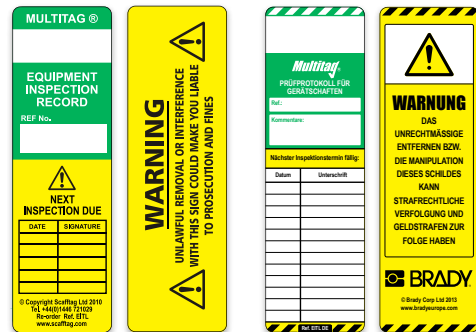 MULTITAG ®
EQUIPMENT
INSPECTION
RECORD
REF No.
NEXT
INSPECTION DUE
DATE SIGNATURE
© Copyright Scafftag Ltd 2010
Tel. +44(0)1446 721029
Re-order Ref. EITL
www.scafftag.com
WARNING
UNLAWFUL REMOVAL OR INTERFERENCE
WITH THIS SIGN COULD MAKE YOU LIABLE
TO PROSECUTION AND FINES
Multitag®
PRÜFPROTOKOLL FÜR
GERÄTSCHAFTEN
Ref.:
Kommentare:
Nächster Inspektionstermin fällig:
Datum Unterschrift
Ref. EITL DE
WARNUNG
DAS
UNRECHTMÄSSIGE
ENTFERNEN BZW.
DIE MANIPULATION
DIESES SCHILDES
KANN
STRAFRECHTLICHE
VERFOLGUNG UND
GELDSTRAFEN ZUR
FOLGE HABEN
BRADY
© Brady Corp Ltd 2013
www.bradyeurope.com